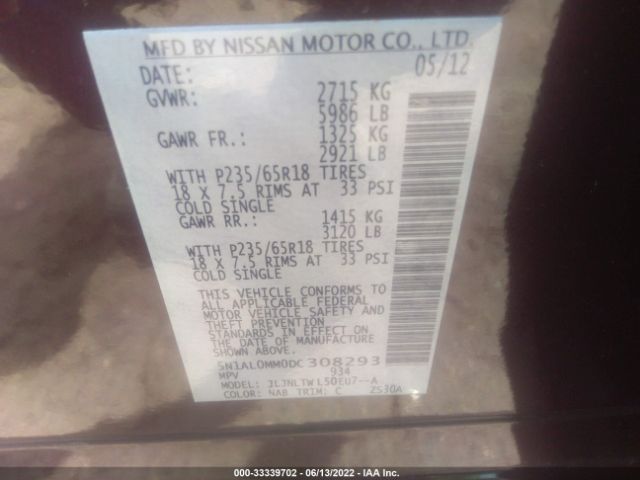 MFD BY NISSAN MOTOR CO., LTD.
DATE: 05/12
GVWR: 2715 KG
5986 LB
GAWR FR.: 1325 KG
2921 LB
WITH P235/65R18 TIRES
18 X 7.5 RIMS AT 33 PSI
COLD SINGLE
GAWR RR.: 1415 KG
3120 LB
WITH P235/65R18 TIRES
18 X 7.5 RIMS AT 33 PSI
COLD SINGLE
THIS VEHICLE CONFORMS TO
ALL APPLICABLE FEDERAL
MOTOR VEHICLE SAFETY AND
THEFT PREVENTION
STANDARDS IN EFFECT ON
THE DATE OF MANUFACTURE
SHOWN ABOVE.
5N1AL0MM0DC308293
MPV 934
MODEL: JLJNLTW L50EU7--A
COLOR: NAB TRIM: C ZS30A
000-33339702 - 06/13/2022 - IAA Inc.